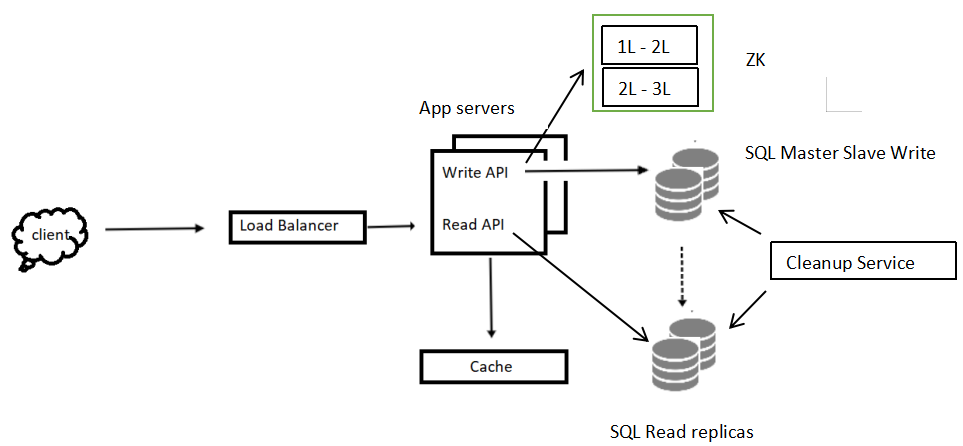 1L - 2L
ZK
2L - 3L
App servers
SQL Master Slave Write
Write API
client
Load Balancer
Read API
Cleanup Service
Cache
SQL Read replicas